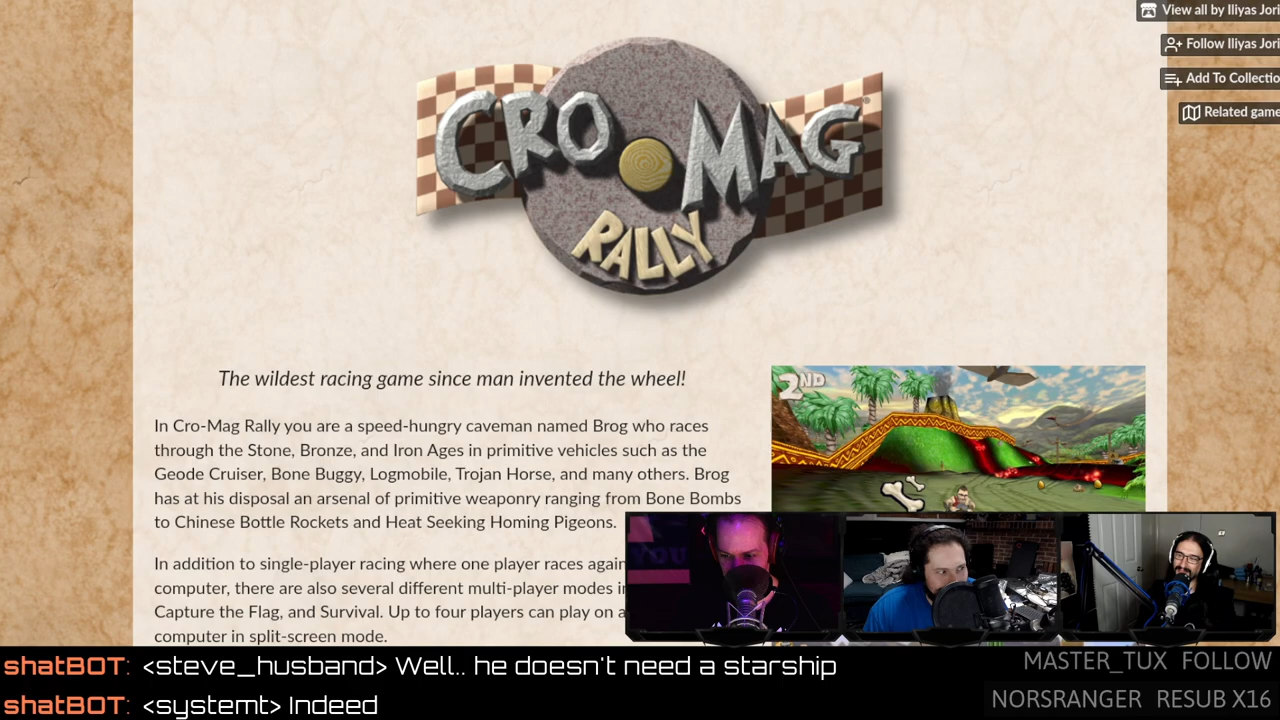 View all by Iliyas Jori
Follow Iliyas Jori
Add To Collectio
Related game
CRO MAG
RALLY
The wildest racing game since man invented the wheel!
In Cro-Mag Rally you are a speed-hungry caveman named Brog who races
through the Stone, Bronze, and Iron Ages in primitive vehicles such as the
Geode Cruiser, Bone Buggy, Logmobile, Trojan Horse, and many others. Brog
has at his disposal an arsenal of primitive weaponry ranging from Bone Bombs
to Chinese Bottle Rockets and Heat Seeking Homing Pigeons.
2ND
In addition to single-player racing where one player races again
computer, there are also several different multi-player modes i
Capture the Flag, and Survival. Up to four players can play on a
computer in split-screen mode.
YOU
shatBOT: <steve_husband> Well.. he doesn't need a starship
shatBOT: <systemt> Indeed
MASTER_TUX FOLLOW
NORSRANGER RESUB X16